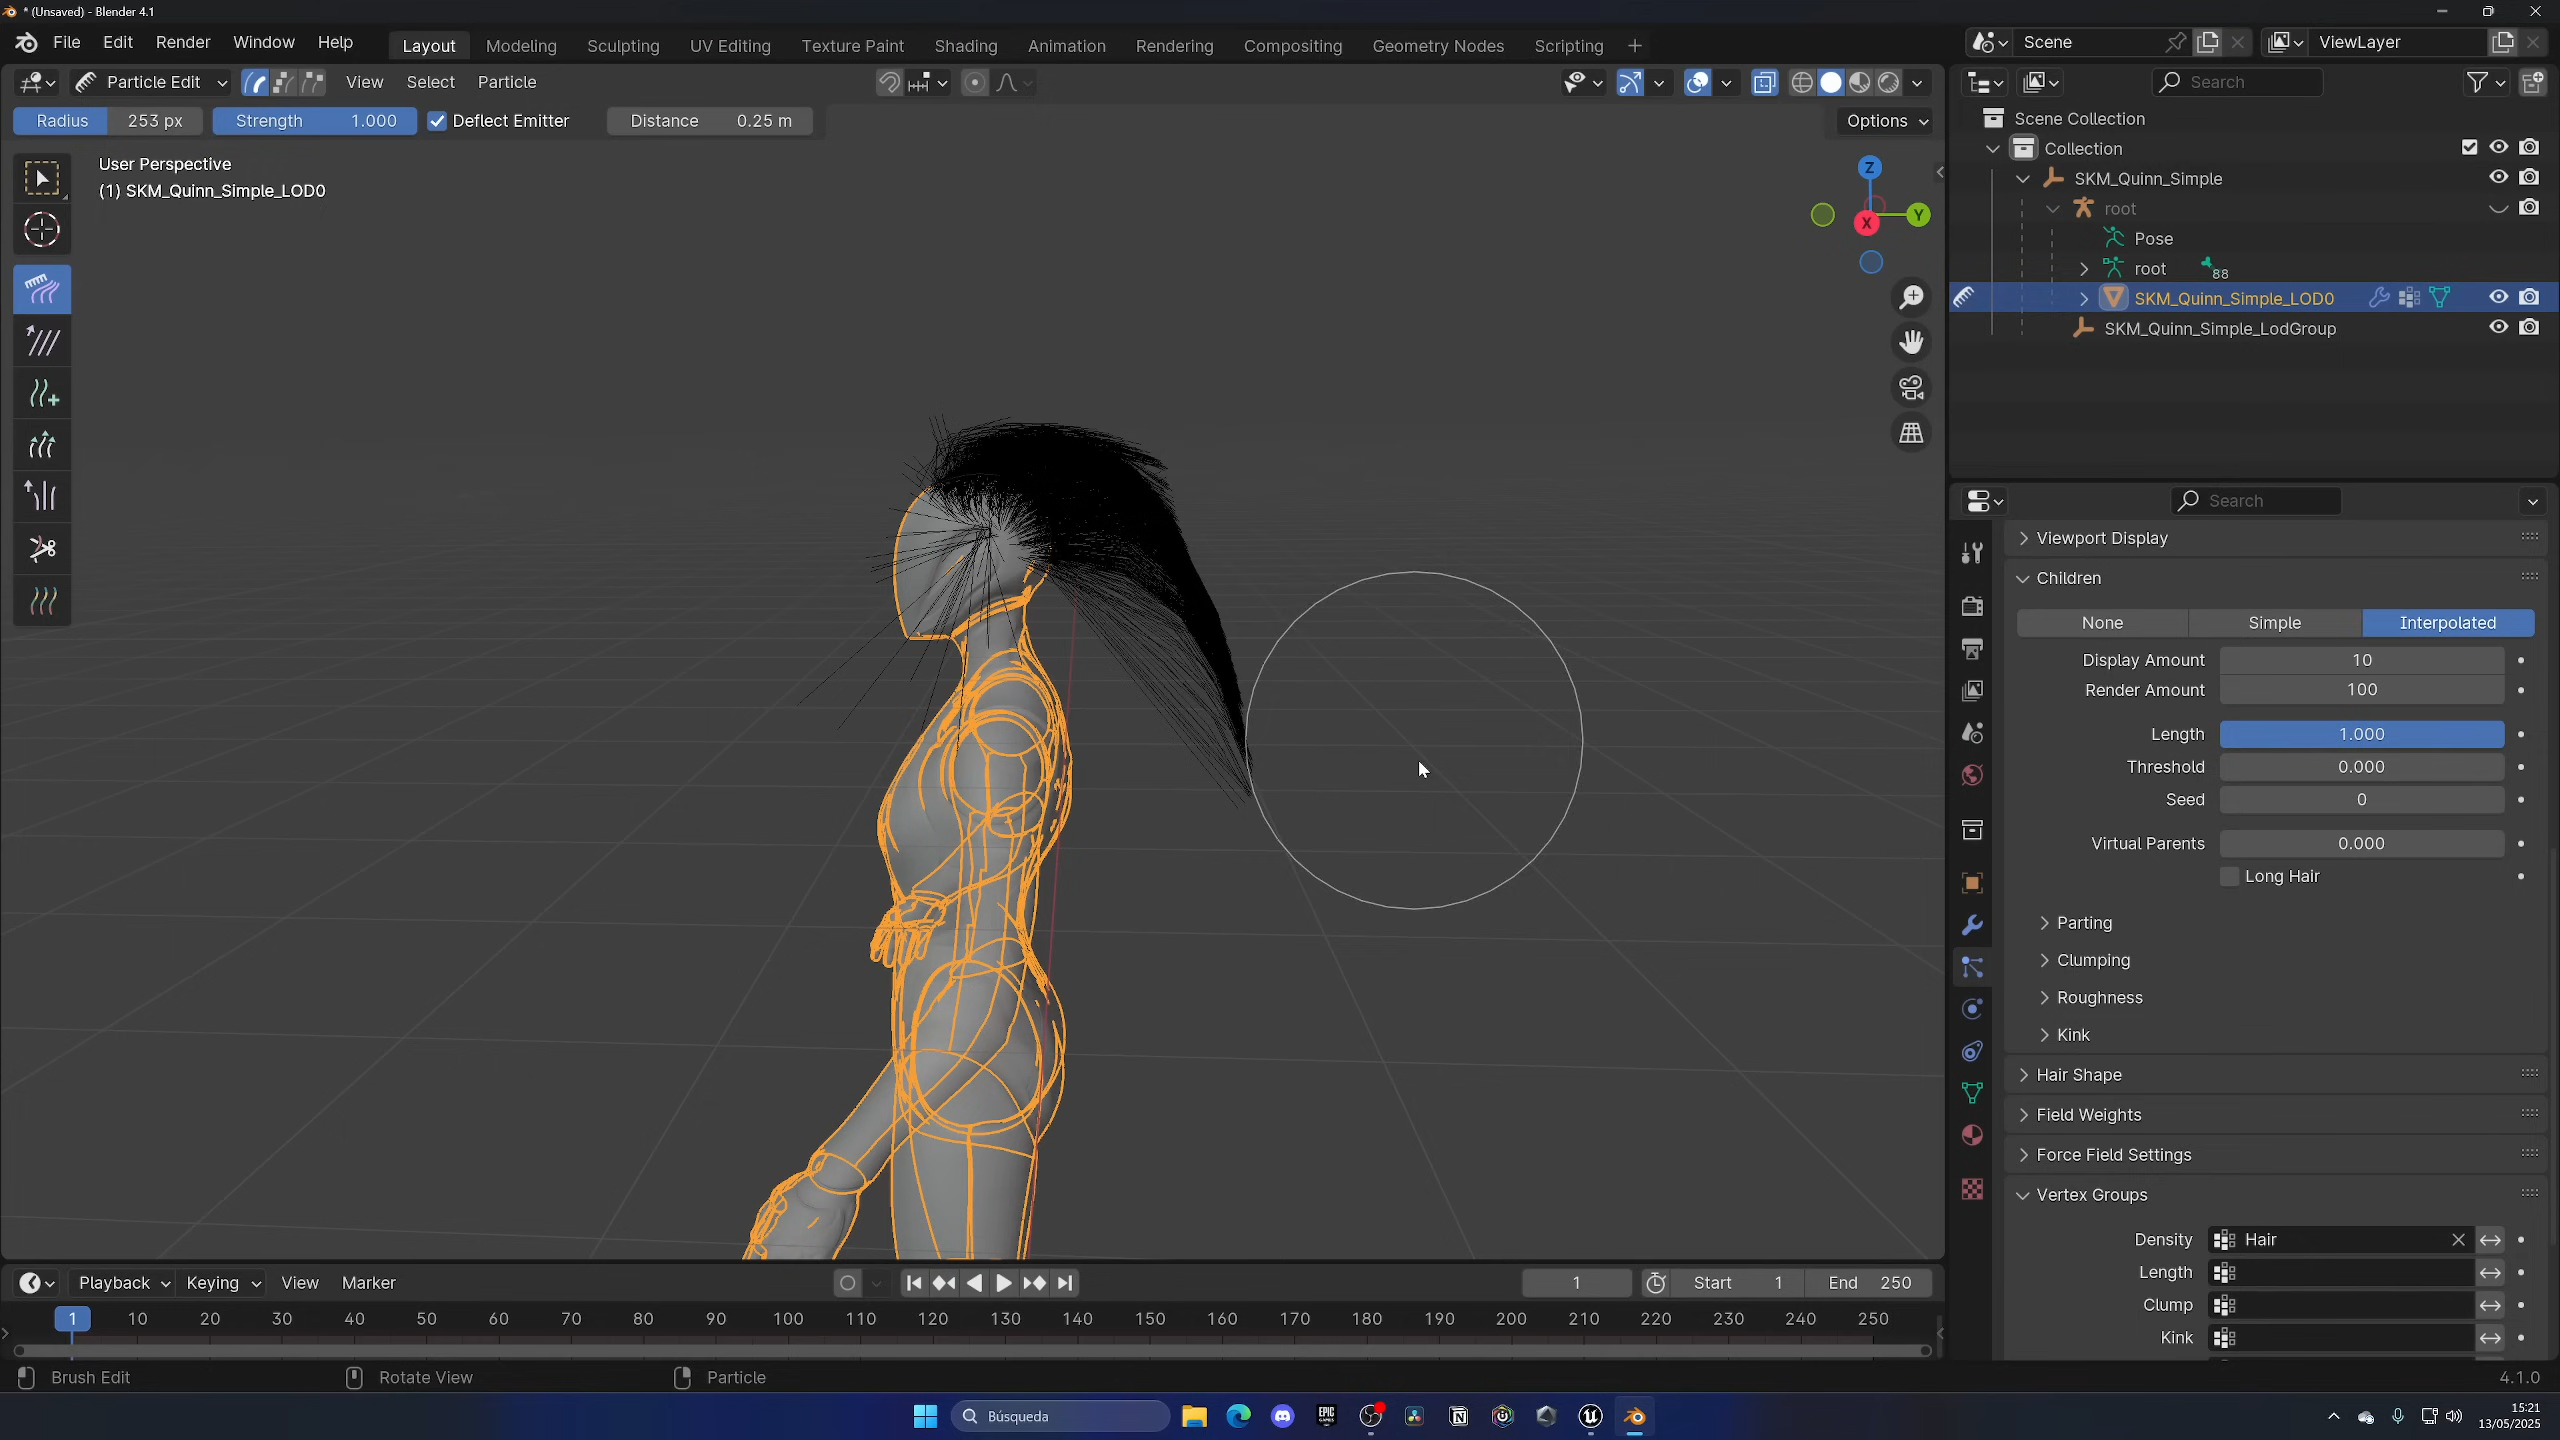 * (Unsaved) - Blender 4.1
File Edit Render Window Help Layout Modeling Sculpting UV Editing Texture Paint Shading Animation Rendering Compositing Geometry Nodes Scripting +
Scene ViewLayer
Particle Edit View Select Particle
Search
Radius 253 px Strength 1.000 Deflect Emitter Distance 0.25 m
Options
User Perspective
(1) SKM_Quinn_Simple_LOD0
Z
Y
X
Scene Collection
Collection
SKM_Quinn_Simple
root
Pose
root 88
SKM_Quinn_Simple_LOD0
SKM_Quinn_Simple_LodGroup
Search
Viewport Display
Children
None Simple Interpolated
Display Amount 10
Render Amount 100
Length 1.000
Threshold 0.000
Seed 0
Virtual Parents 0.000
Long Hair
Parting
Clumping
Roughness
Kink
Hair Shape
Field Weights
Force Field Settings
Vertex Groups
Density Hair
Length
Clump
Kink
Playback Keying View Marker
1 Start 1 End 250
1 10 20 30 40 50 60 70 80 90 100 110 120 130 140 150 160 170 180 190 200 210 220 230 240 250
Brush Edit Rotate View Particle
4.1.0
Búsqueda
EPIC GAMES
15:21
13/05/2025